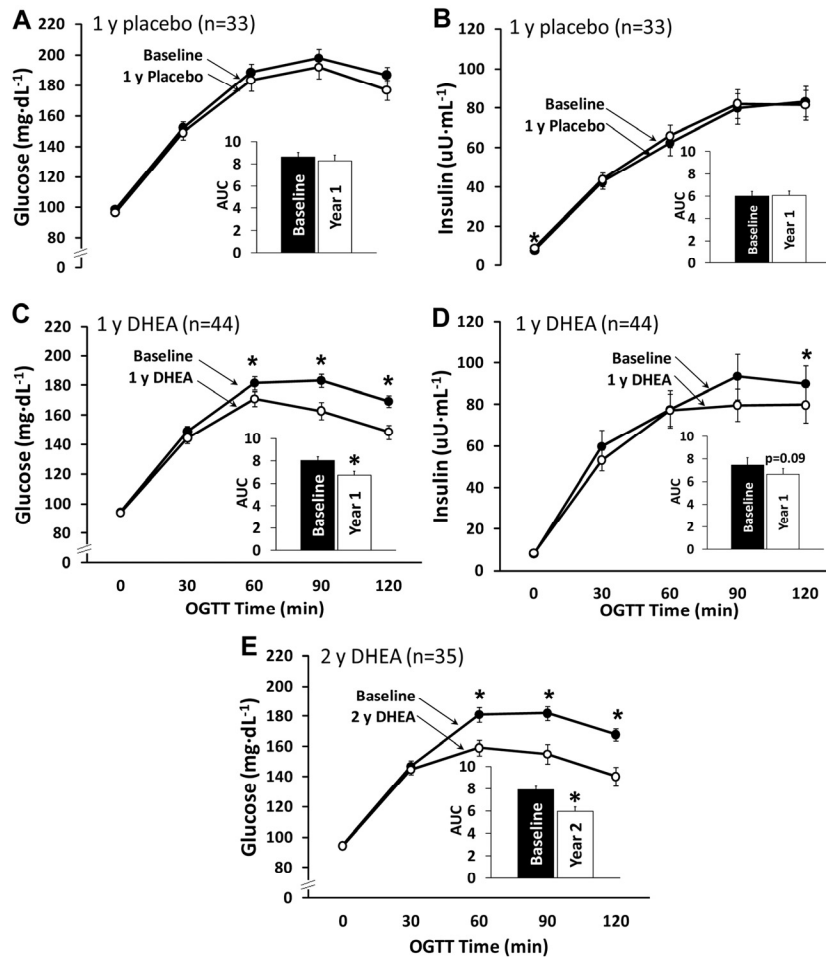 A
1 y placebo (n=33)
Glucose (mg·dL⁻¹)
220
200
180
160
140
120
100
80
0
Baseline
1 y Placebo
AUC
10
8
6
4
2
0
Baseline
Year 1
B
1 y placebo (n=33)
Insulin (uU·mL⁻¹)
120
100
80
60
40
20
0
Baseline
1 y Placebo
*
AUC
10
8
6
4
2
0
Baseline
Year 1
C
1 y DHEA (n=44)
Glucose (mg·dL⁻¹)
220
200
180
160
140
120
100
80
0
Baseline
1 y DHEA
* * *
AUC
10
8
6
4
2
0
Baseline
Year 1
*
0 30 60 90 120
OGTT Time (min)
D
1 y DHEA (n=44)
Insulin (uU·mL⁻¹)
120
100
80
60
40
20
0
Baseline
1 y DHEA
*
AUC
10
8
6
4
2
0
Baseline
Year 1
p=0.09
0 30 60 90 120
OGTT Time (min)
E
2 y DHEA (n=35)
Glucose (mg·dL⁻¹)
220
200
180
160
140
120
100
80
0
Baseline
2 y DHEA
* * *
AUC
10
8
6
4
2
0
Baseline
Year 2
*
0 30 60 90 120
OGTT Time (min)